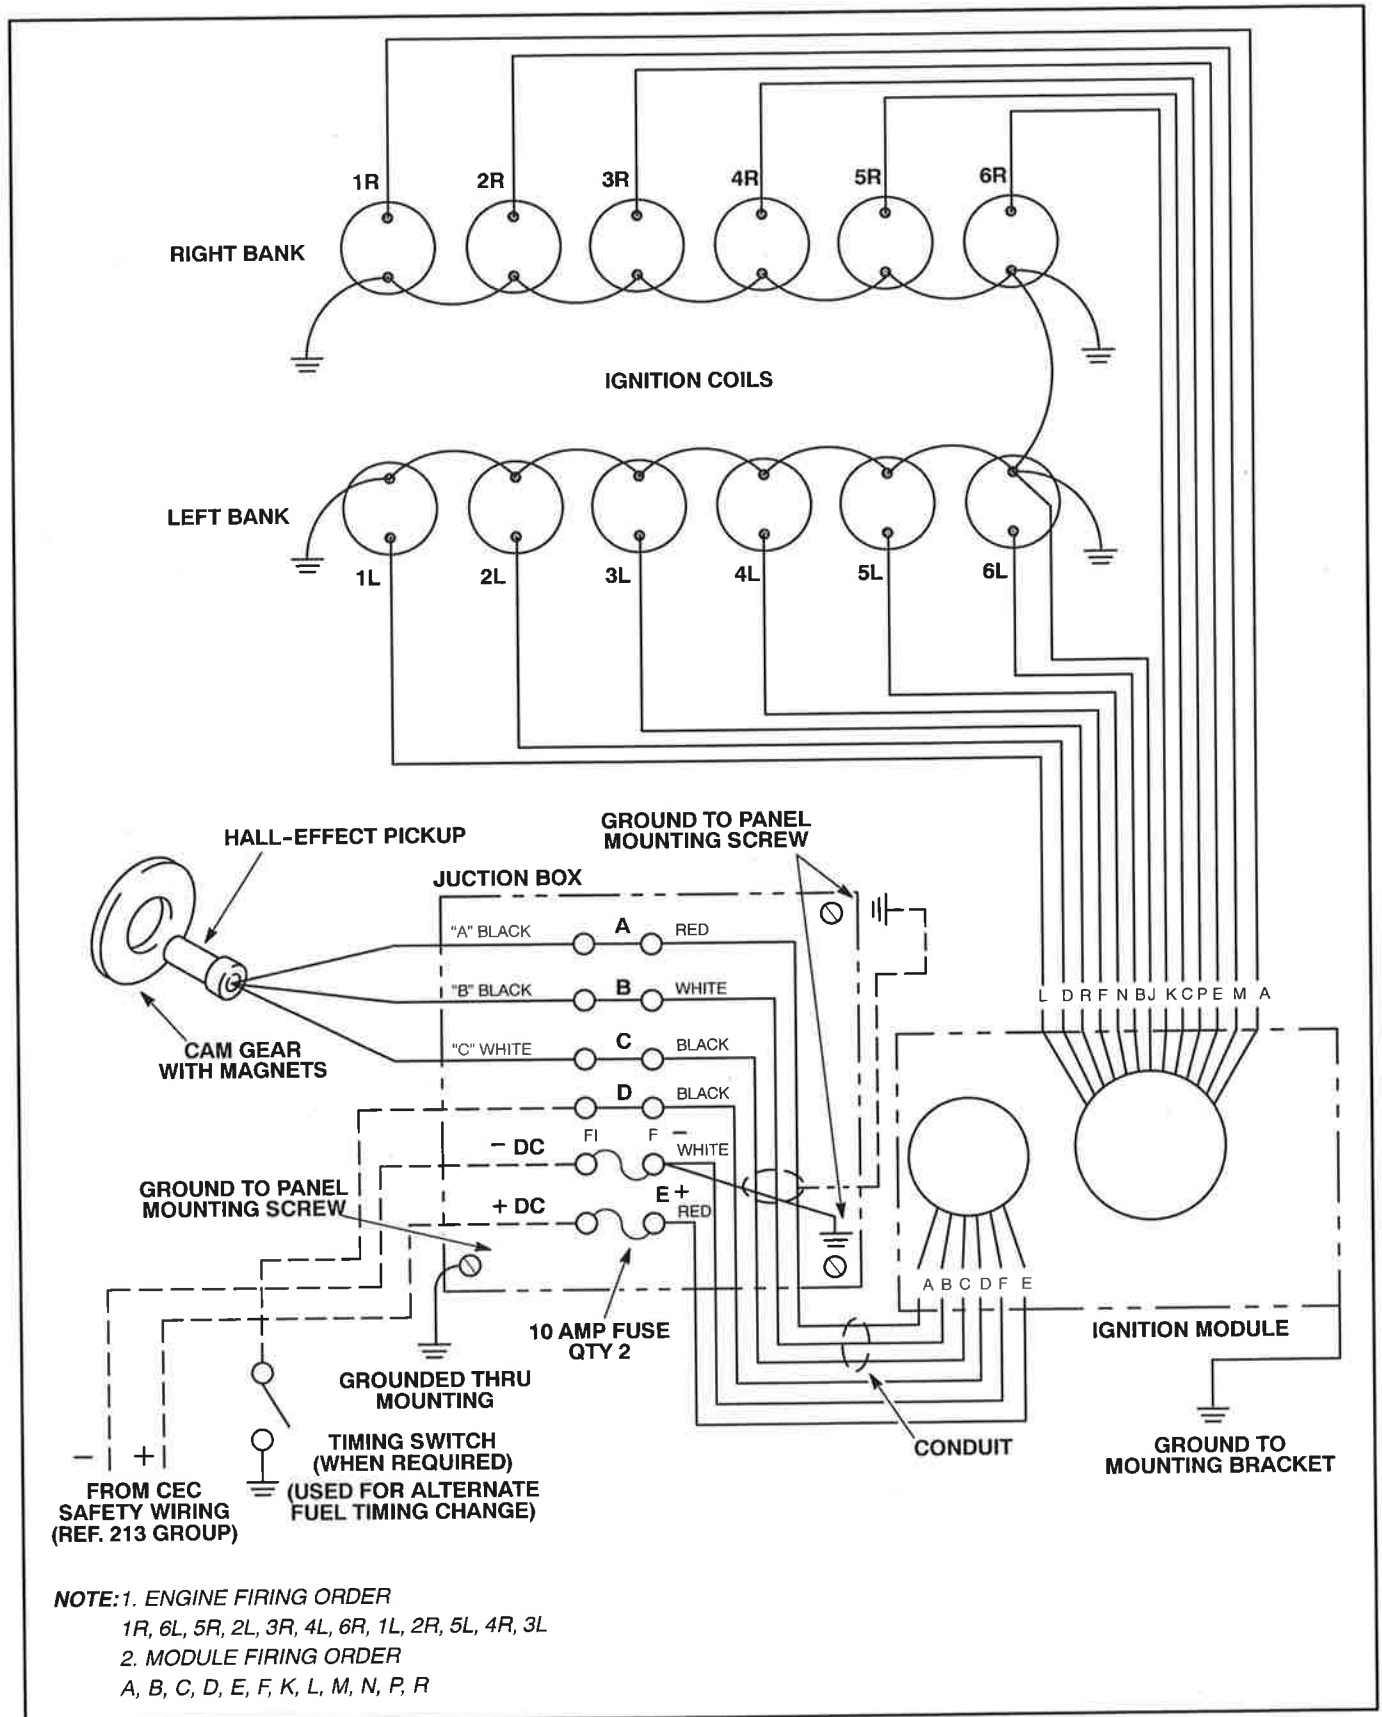 1R 2R 3R 4R 5R 6R
RIGHT BANK
IGNITION COILS
LEFT BANK
1L 2L 3L 4L 5L 6L
HALL-EFFECT PICKUP
GROUND TO PANEL
MOUNTING SCREW
JUCTION BOX
"A" BLACK A RED
"B" BLACK B WHITE
"C" WHITE C BLACK
D BLACK
CAM GEAR
WITH MAGNETS
FI F −
− DC WHITE
+ DC E + RED
GROUND TO PANEL
MOUNTING SCREW
L D R F N B J K C P E M A
A B C D F E
IGNITION MODULE
10 AMP FUSE
QTY 2
GROUNDED THRU
MOUNTING
TIMING SWITCH
(WHEN REQUIRED)
(USED FOR ALTERNATE
FUEL TIMING CHANGE)
CONDUIT
GROUND TO
MOUNTING BRACKET
− +
FROM CEC
SAFETY WIRING
(REF. 213 GROUP)
NOTE: 1. ENGINE FIRING ORDER
1R, 6L, 5R, 2L, 3R, 4L, 6R, 1L, 2R, 5L, 4R, 3L
2. MODULE FIRING ORDER
A, B, C, D, E, F, K, L, M, N, P, R